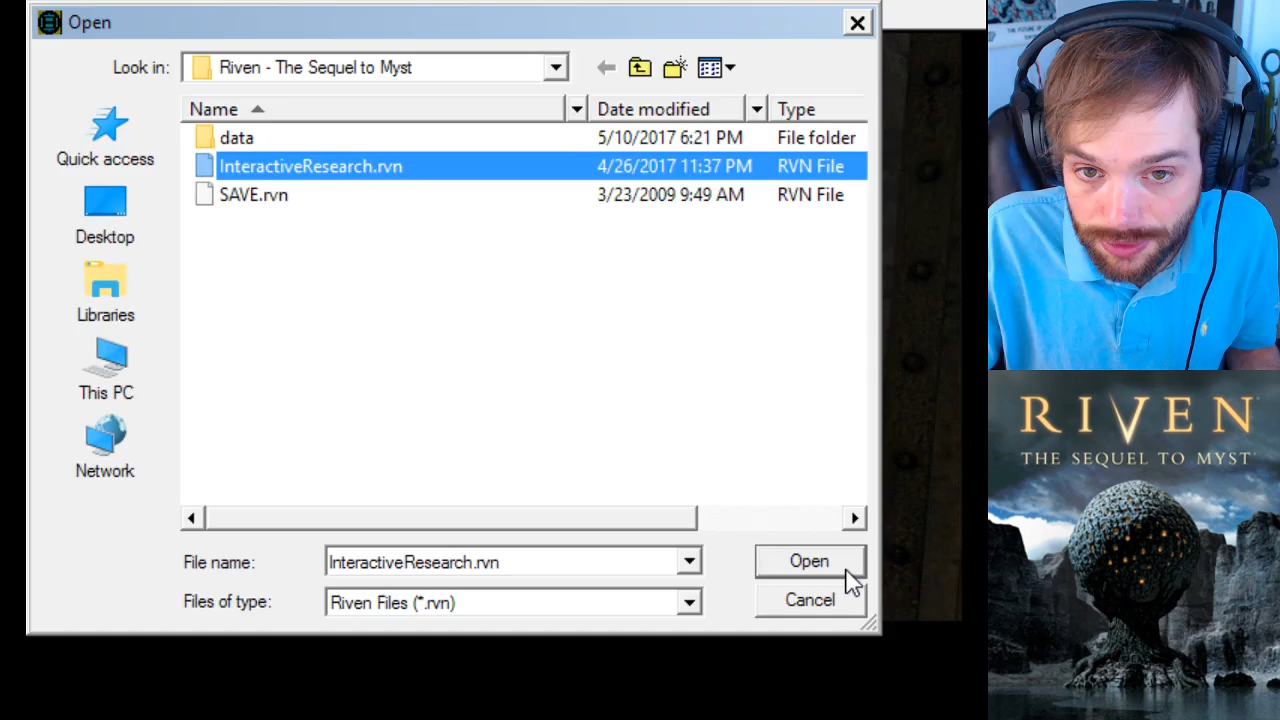 Open
Look in:
Riven - The Sequel to Myst
Name
Date modified
Type
data
5/10/2017 6:21 PM
File folder
InteractiveResearch.rvn
4/26/2017 11:37 PM
RVN File
SAVE.rvn
3/23/2009 9:49 AM
RVN File
Quick access
Desktop
Libraries
This PC
Network
File name:
InteractiveResearch.rvn
Open
Files of type:
Riven Files (*.rvn)
Cancel
RIVEN
THE SEQUEL TO MYST